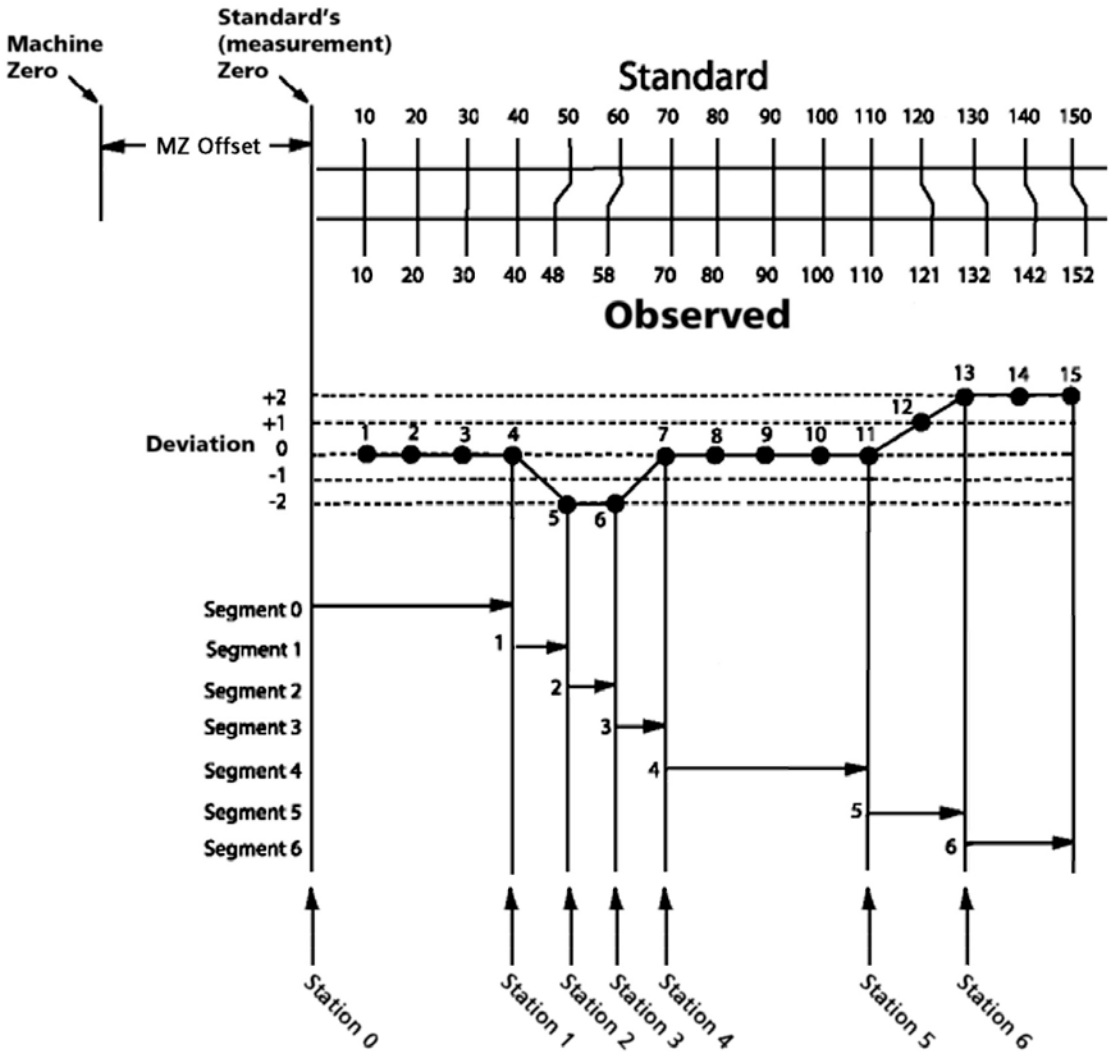 Machine
Zero
Standard's
(measurement)
Zero
MZ Offset
Standard
10 20 30 40 50 60 70 80 90 100 110 120 130 140 150
10 20 30 40 48 58 70 80 90 100 110 121 132 142 152
Observed
Deviation
+2
+1
0
-1
-2
1 2 3 4 5 6 7 8 9 10 11 12 13 14 15
Segment 0
Segment 1
1
Segment 2
2
Segment 3
3
Segment 4
4
Segment 5
5
Segment 6
6
Station 0
Station 1
Station 2
Station 3
Station 4
Station 5
Station 6